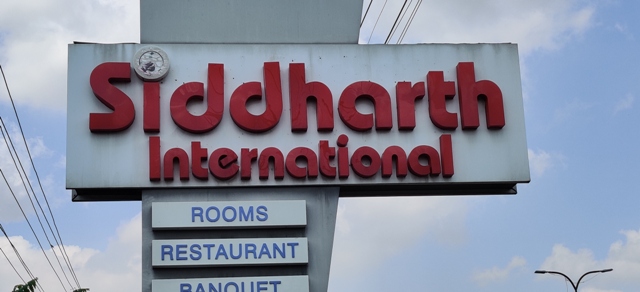 Siddharth
International
ROOMS
RESTAURANT
BANQUET